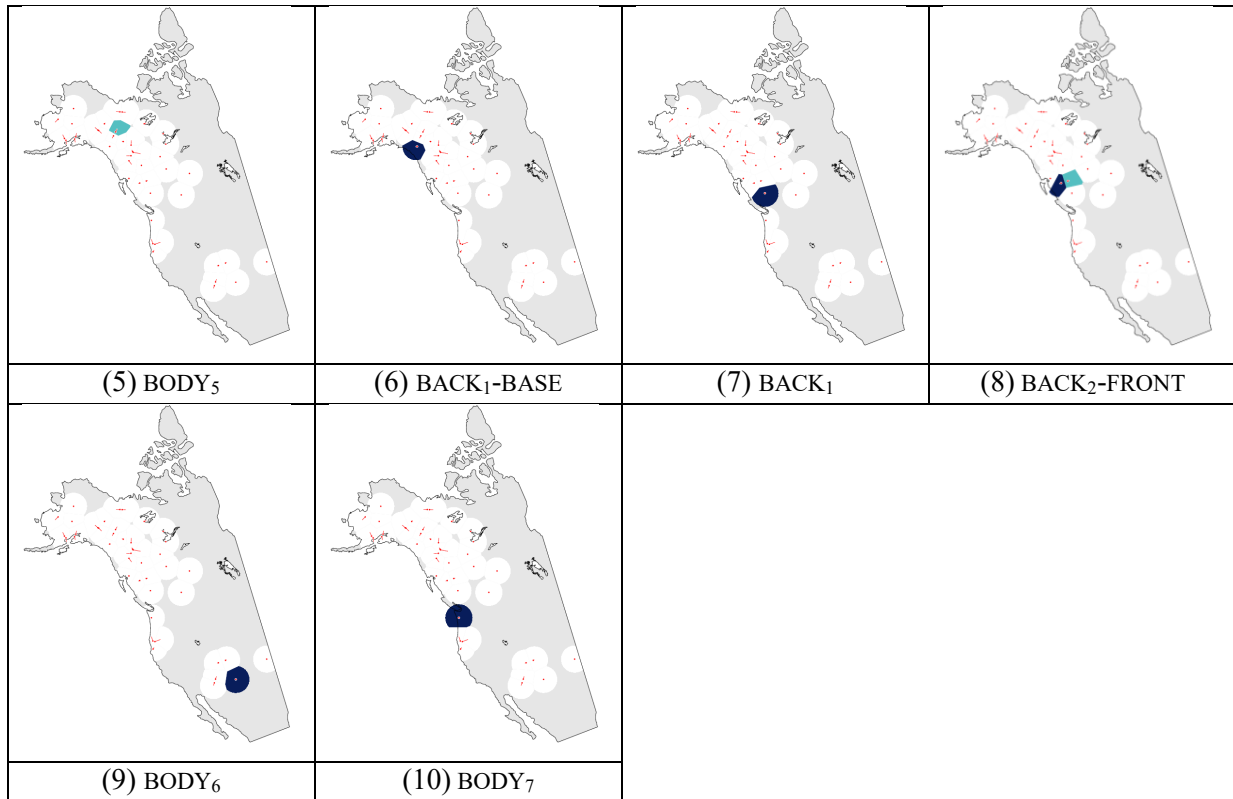 (5) BODY₅
(6) BACK₁-BASE
(7) BACK₁
(8) BACK₂-FRONT
(9) BODY₆
(10) BODY₇